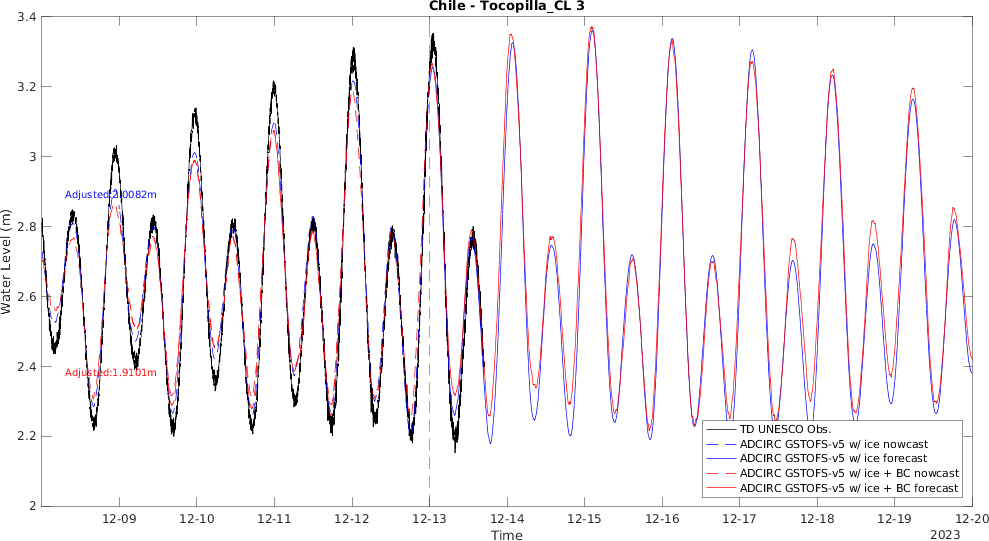 Chile - Tocopilla_CL 3
3.4
3.2
3
2.8
2.6
2.4
2.2
2
Water Level (m)
Adjusted:2.0082m
Adjusted:1.9101m
TD UNESCO Obs.
ADCIRC GSTOFS-v5 w/ ice nowcast
ADCIRC GSTOFS-v5 w/ ice forecast
ADCIRC GSTOFS-v5 w/ ice + BC nowcast
ADCIRC GSTOFS-v5 w/ ice + BC forecast
12-09 12-10 12-11 12-12 12-13 12-14 12-15 12-16 12-17 12-18 12-19 12-20
Time
2023